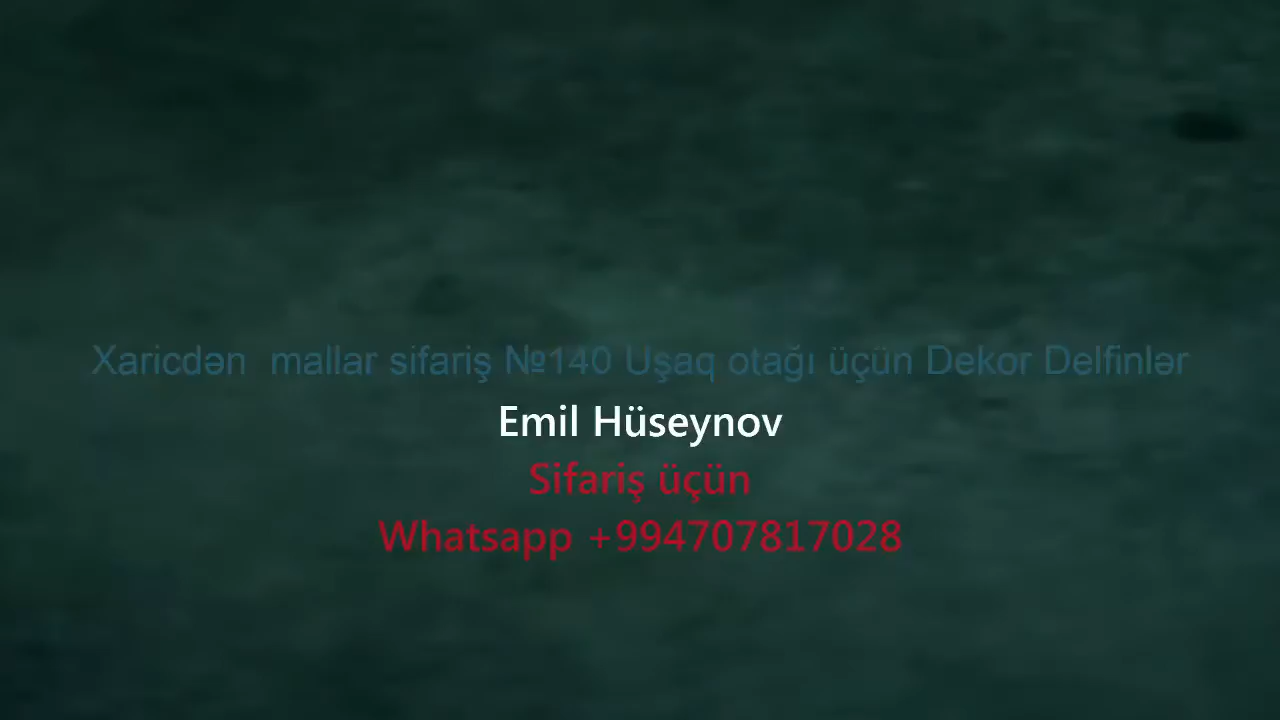 Xaricdən mallar sifariş №140 Uşaq otağı üçün Dekor Delfinlər
Emil Hüseynov
Sifariş üçün
Whatsapp +994707817028